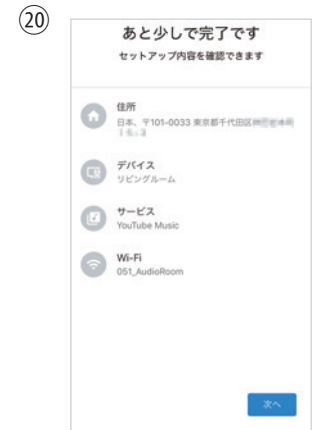 ⑳
あと少しで完了です
セットアップ内容を確認できます
住所
日本、〒101-0033 東京都千代田区
デバイス
リビングルーム
サービス
YouTube Music
Wi-Fi
051_AudioRoom
次へ